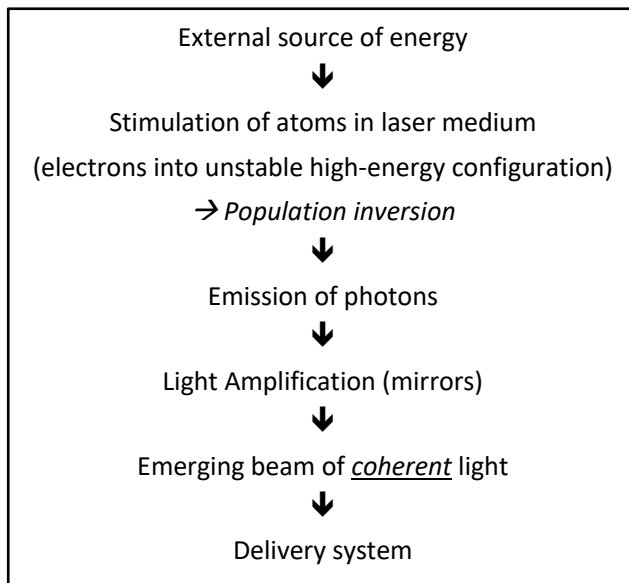 External source of energy
🡻
Stimulation of atoms in laser medium
(electrons into unstable high-energy configuration)
→ Population inversion
🡻
Emission of photons
🡻
Light Amplification (mirrors)
🡻
Emerging beam of coherent light
🡻
Delivery system